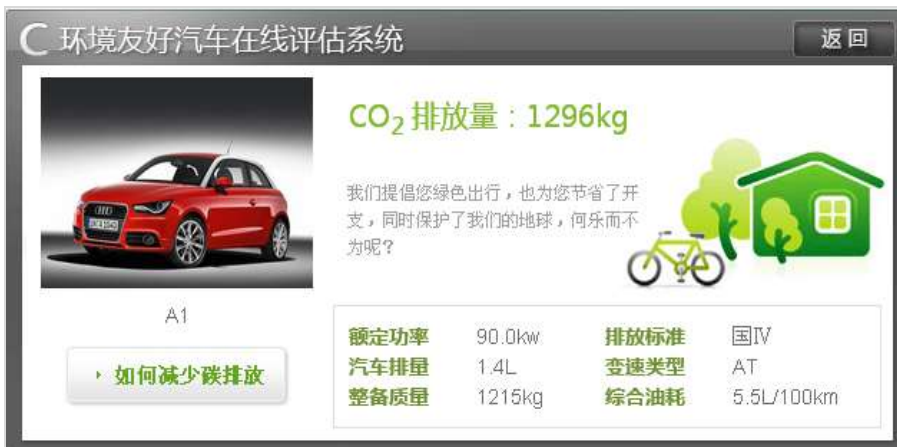 环境友好汽车在线评估系统
返回
CO₂排放量：1296kg
我们提倡您绿色出行，也为您节省了开
支，同时保护了我们的地球，何乐而不
为呢？
A1
如何减少碳排放
额定功率 90.0kw 排放标准 国Ⅳ
汽车排量 1.4L 变速类型 AT
整备质量 1215kg 综合油耗 5.5L/100km